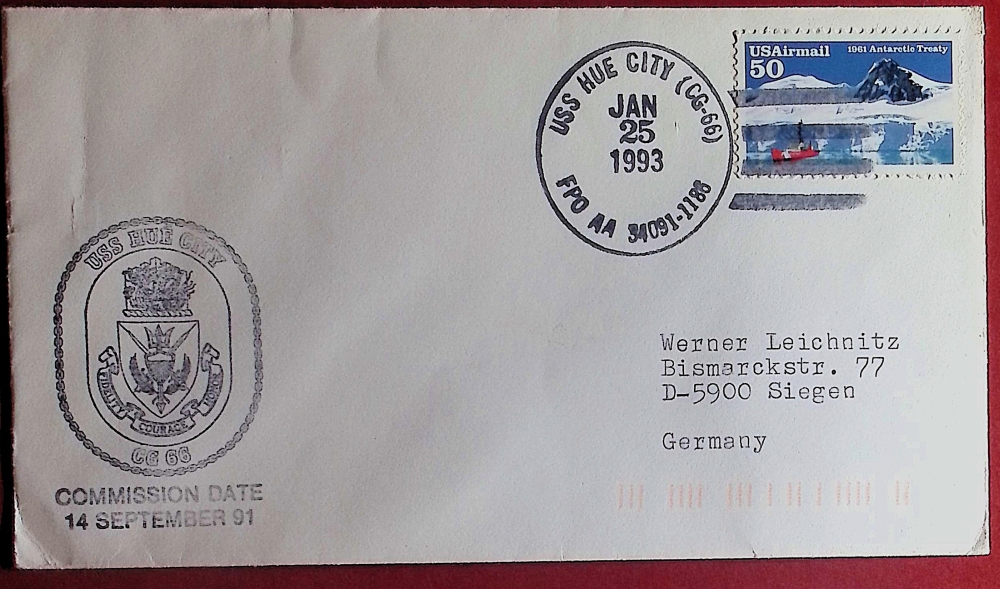 USAirmail 1961 Antarctic Treaty
50
USS HUE CITY (CG-66)
JAN
25
1993
FPO AA 34091-1186
USS HUE CITY
FIDELITY COURAGE HONOR
CG 66
COMMISSION DATE
14 SEPTEMBER 91
Werner Leichnitz
Bismarckstr. 77
D-5900 Siegen
Germany